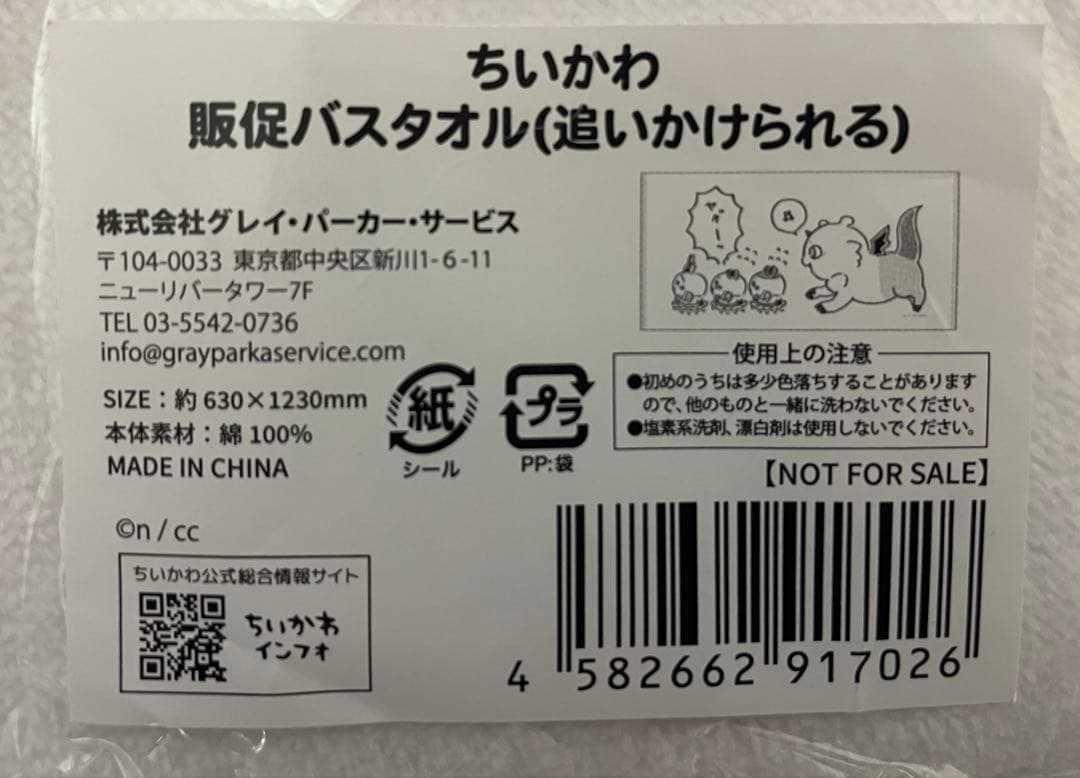 ちいかわ
販促バスタオル(追いかけられる)
株式会社グレイ・パーカー・サービス
〒104-0033 東京都中央区新川1-6-11
ニューリバータワー7F
TEL 03-5542-0736
info@grayparkaservice.com
SIZE：約 630×1230mm
本体素材：綿 100%
MADE IN CHINA
紙
シール
プラ
PP:袋
使用上の注意
●初めのうちは多少色落ちすることがあります
ので、他のものと一緒に洗わないでください。
●塩素系洗剤、漂白剤は使用しないでください。
【NOT FOR SALE】
©n / cc
ちいかわ公式総合情報サイト
ちいかわ
インフォ
4 582662 917026